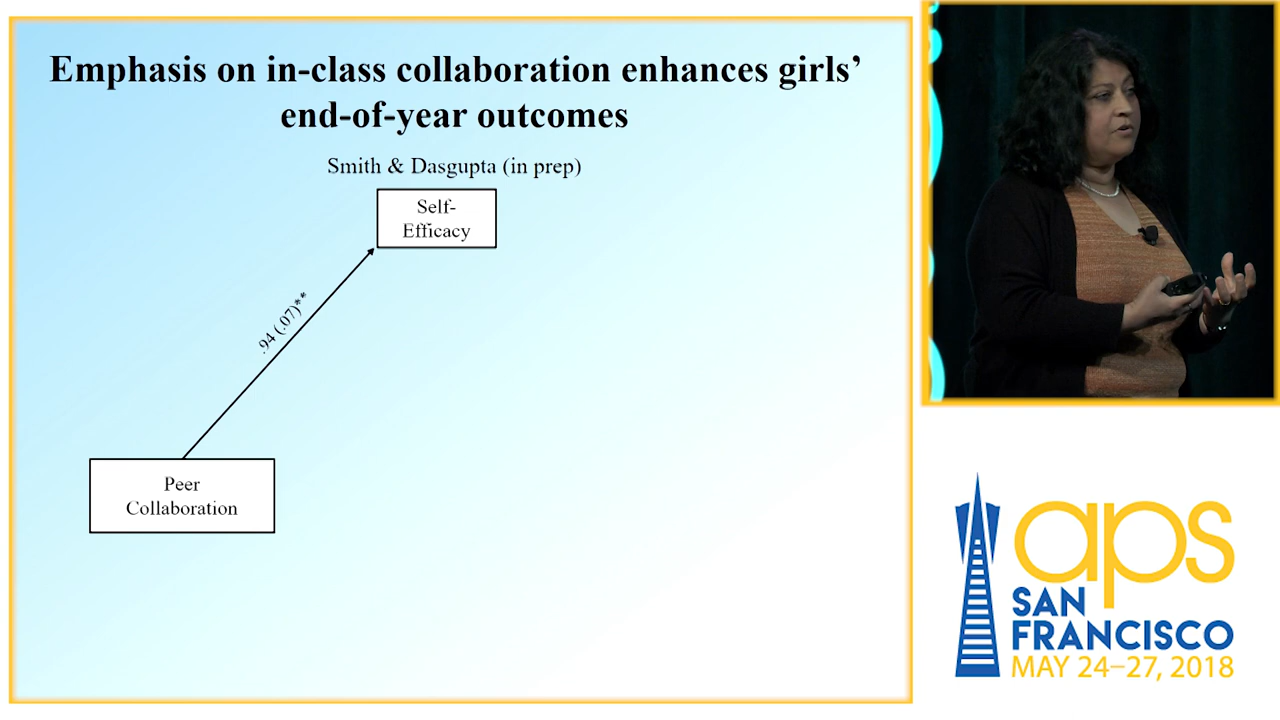 Emphasis on in-class collaboration enhances girls’
end-of-year outcomes
Smith & Dasgupta (in prep)
Self-
Efficacy
.94 (.07)**
Peer
Collaboration
aps
SAN
FRANCISCO
MAY 24–27, 2018